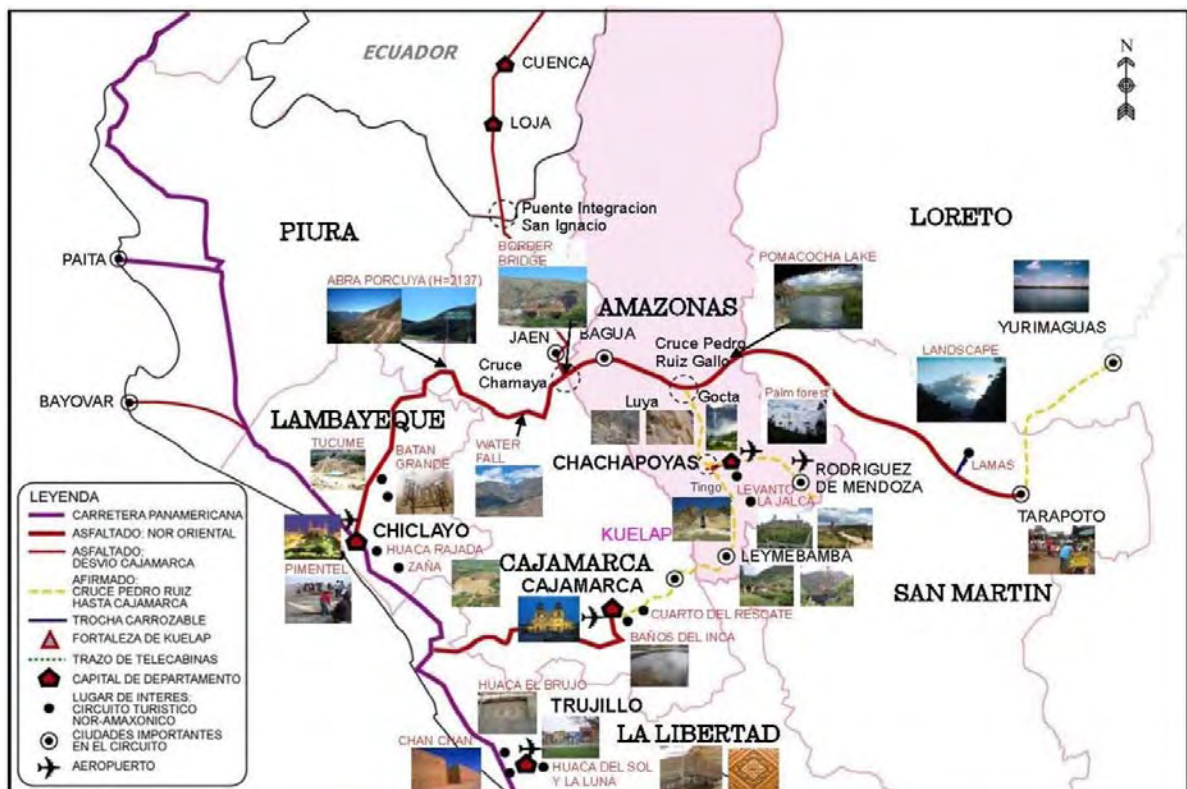 ECUADOR
CUENCA
LOJA
N
Puente Integracion
San Ignacio
PIURA
LORETO
PAITA
BORDER
BRIDGE
POMACOCHA LAKE
ABRA PORCUYA (H=2137)
AMAZONAS
YURIMAGUAS
JAEN
BAGUA
Cruce Pedro
Ruiz Gallo
LANDSCAPE
Cruce
Chamaya
BAYOVAR
LAMBAYEQUE
Luya
Gocta
Palm forest
TUCUME
BATAN
GRANDE
WATER
FALL
CHACHAPOYAS
RODRIGUEZ
DE MENDOZA
LAMAS
Tingo
LEVANTO
LA JALCA
TARAPOTO
CHICLAYO
HUACA RAJADA
ZAÑA
PIMENTEL
KUELAP
LEYMEBAMBA
CAJAMARCA
CAJAMARCA
SAN MARTIN
CUARTO DEL RESCATE
BAÑOS DEL INCA
HUACA EL BRUJO
TRUJILLO
LA LIBERTAD
CHAN CHAN
HUACA DEL SOL
Y LA LUNA
LEYENDA
CARRETERA PANAMERICANA
ASFALTADO: NOR ORIENTAL
ASFALTADO:
DESVIO CAJAMARCA
AFIRMADO:
CRUCE PEDRO RUIZ
HASTA CAJAMARCA
TROCHA CARROZABLE
FORTALEZA DE KUELAP
TRAZO DE TELECABINAS
CAPITAL DE DEPARTAMENTO
LUGAR DE INTERES:
CIRCUITO TURISTICO
NOR-AMAXONICO
CIUDADES IMPORTANTES
EN EL CIRCUITO
AEROPUERTO